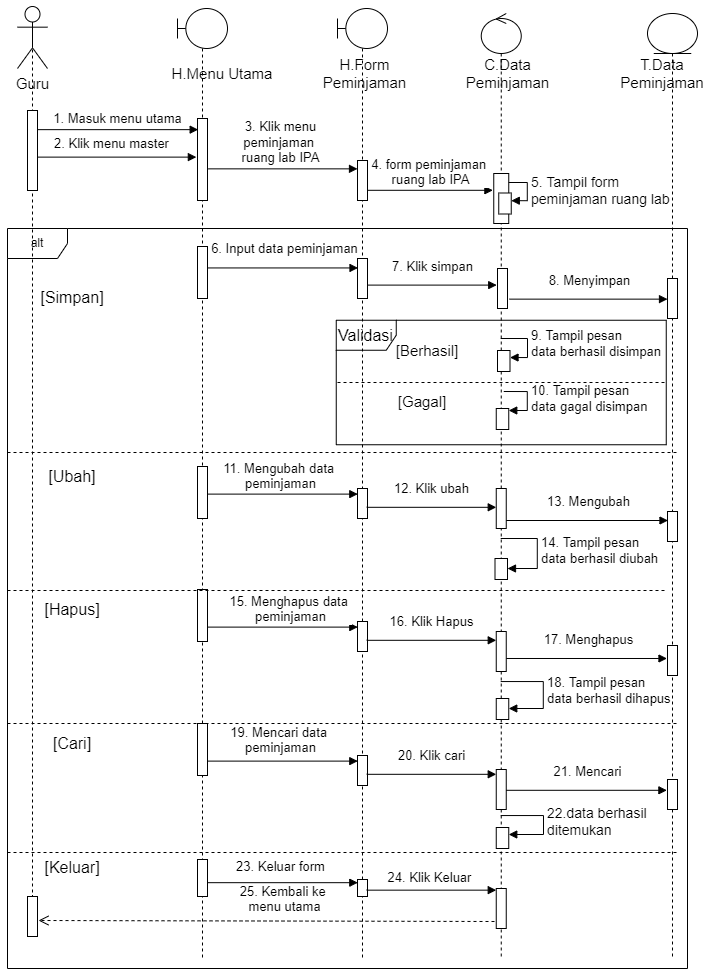 Guru
H.Menu Utama
H.Form
Peminjaman
C.Data
Peminjaman
T.Data
Peminjaman
1. Masuk menu utama
2. Klik menu master
3. Klik menu
peminjaman
ruang lab IPA
4. form peminjaman
ruang lab IPA
5. Tampil form
peminjaman ruang lab
alt
6. Input data peminjaman
7. Klik simpan
8. Menyimpan
[Simpan]
Validasi
[Berhasil]
9. Tampil pesan
data berhasil disimpan
[Gagal]
10. Tampil pesan
data gagal disimpan
[Ubah]
11. Mengubah data
peminjaman
12. Klik ubah
13. Mengubah
14. Tampil pesan
data berhasil diubah
[Hapus]
15. Menghapus data
peminjaman
16. Klik Hapus
17. Menghapus
18. Tampil pesan
data berhasil dihapus
[Cari]
19. Mencari data
peminjaman
20. Klik cari
21. Mencari
22.data berhasil
ditemukan
[Keluar]
23. Keluar form
24. Klik Keluar
25. Kembali ke
menu utama